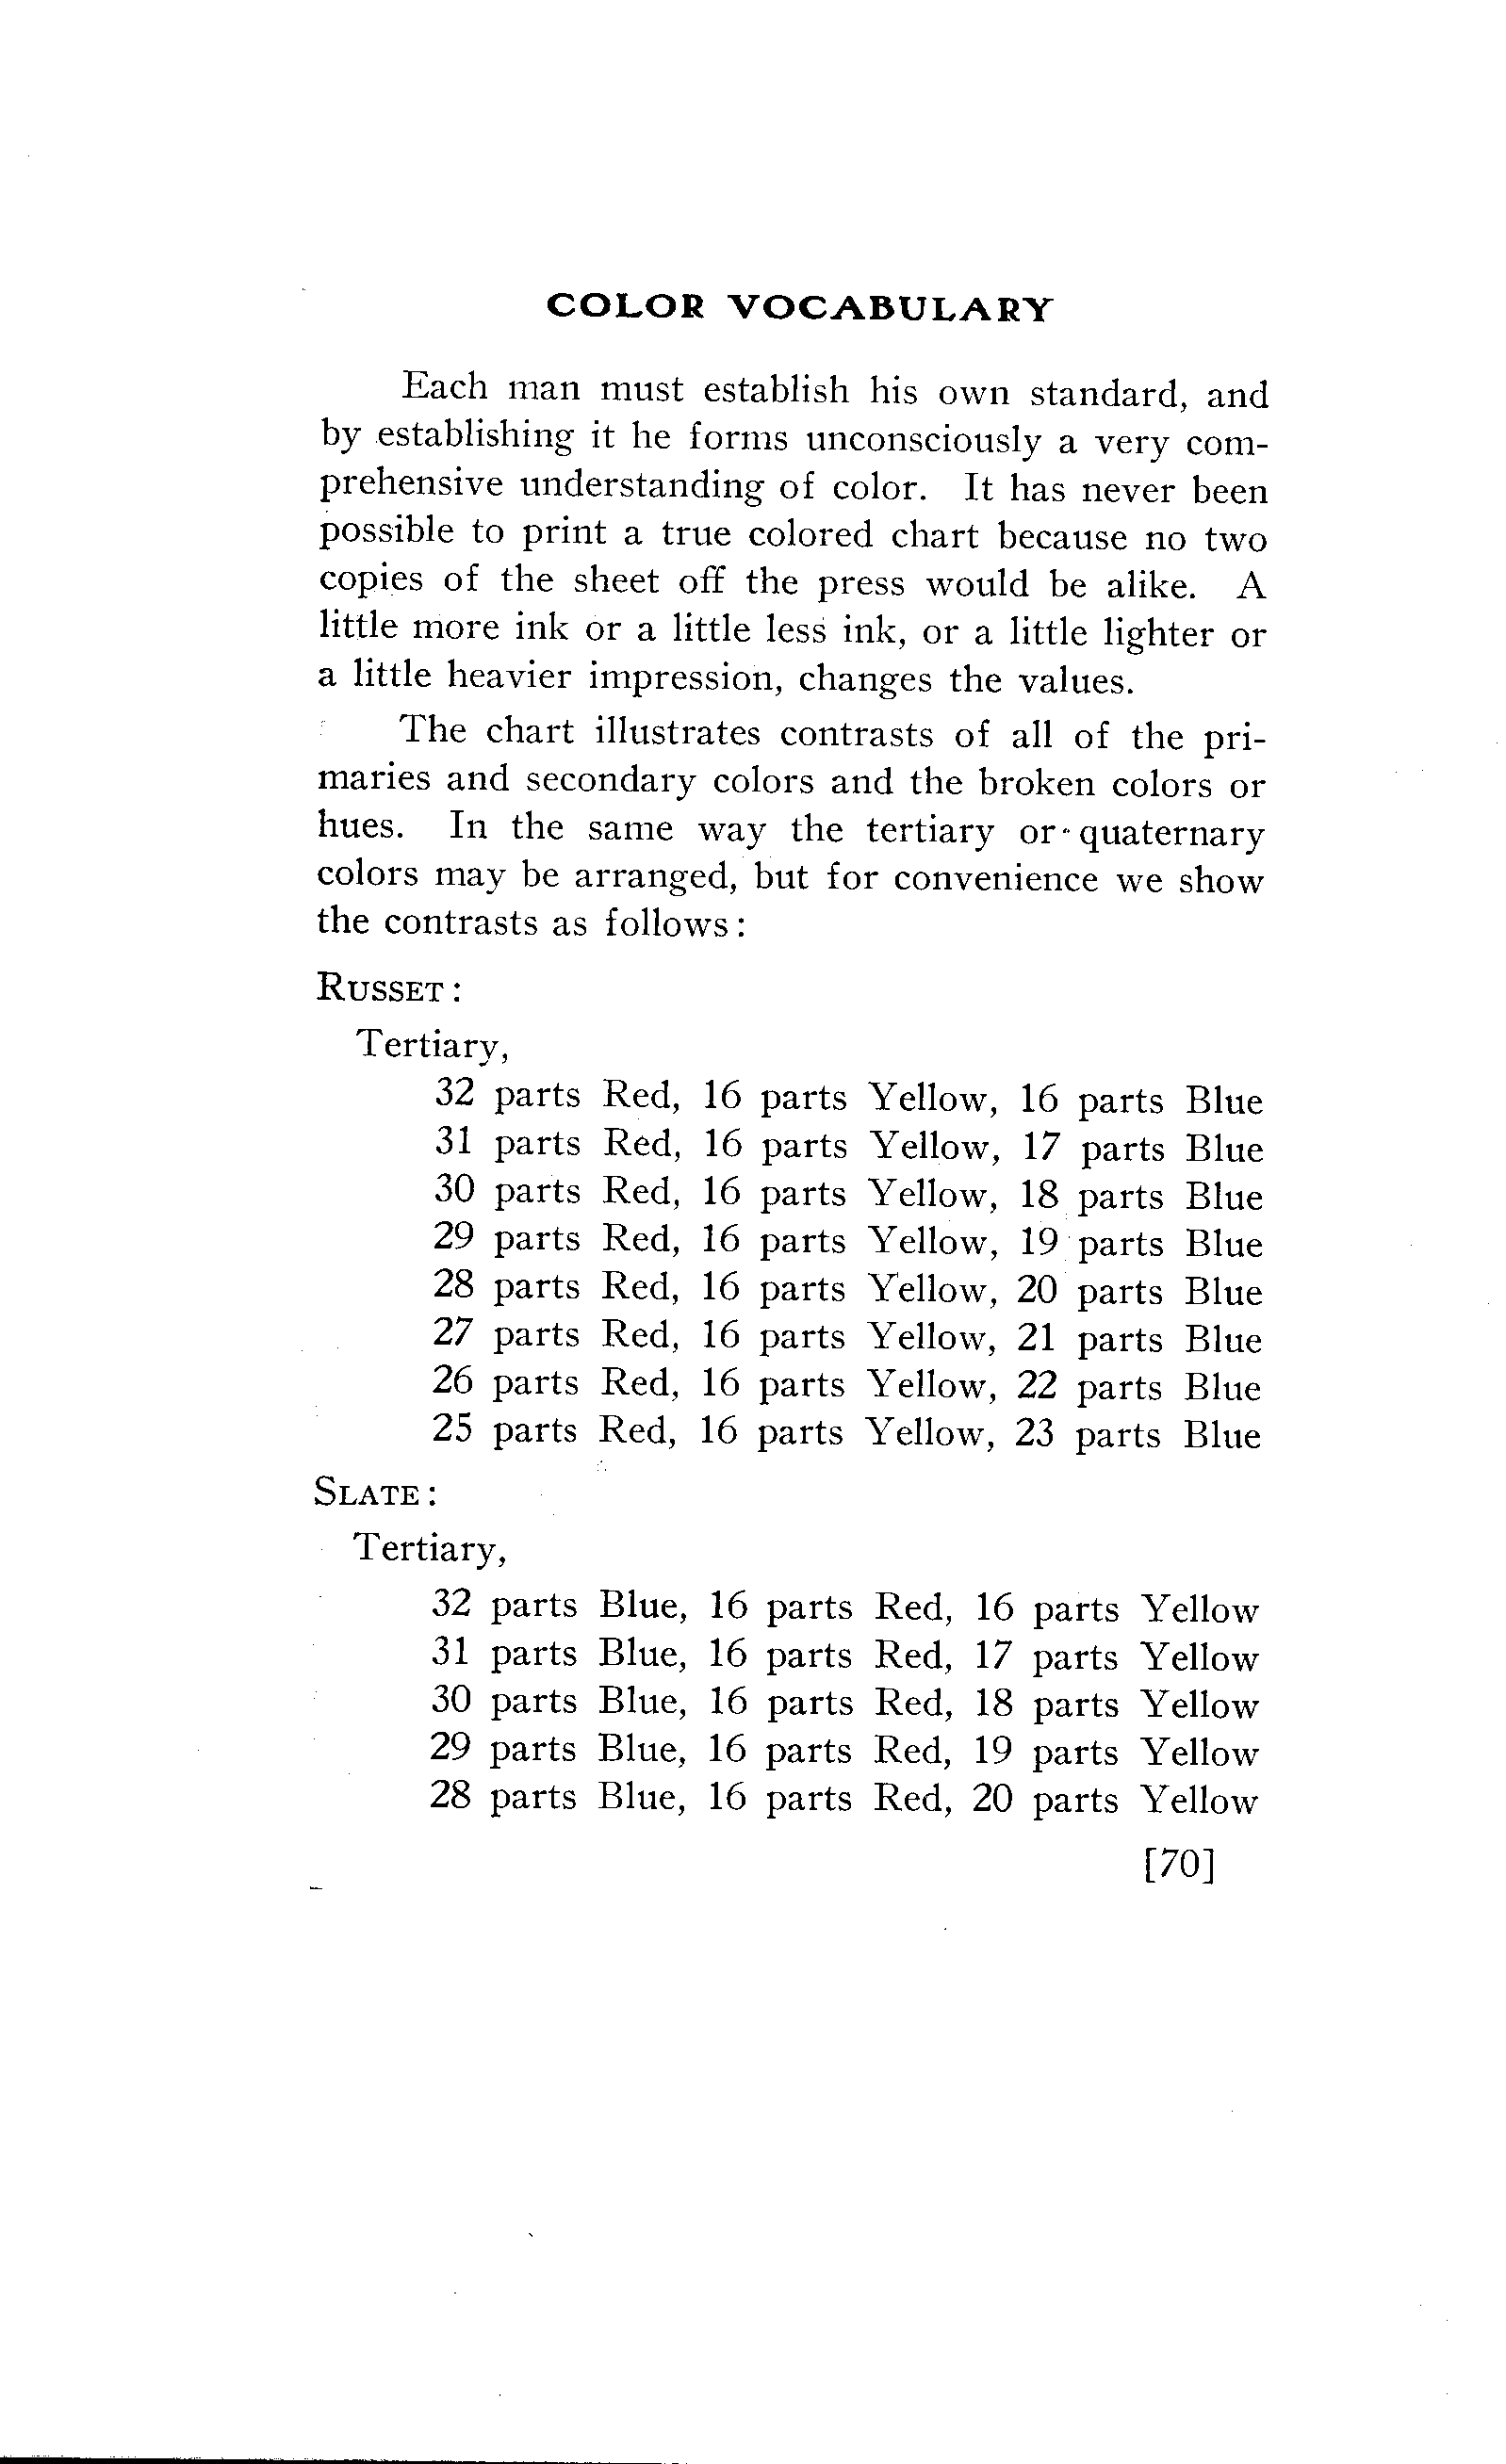 COLOR VOCABULARY
Each man must establish his own standard, and
by establishing it he forms unconsciously a very com-
prehensive understanding of color. It has never been
possible to print a true colored chart because no two
copies of the sheet off the press would be alike. A
little more ink or a little less ink, or a little lighter or
a little heavier impression, changes the values.
The chart illustrates contrasts of all of the pri-
maries and secondary colors and the broken colors or
hues. In the same way the tertiary or quaternary
colors may be arranged, but for convenience we show
the contrasts as follows:
RUSSET:
Tertiary,
32 parts Red, 16 parts Yellow, 16 parts Blue
31 parts Red, 16 parts Yellow, 17 parts Blue
30 parts Red, 16 parts Yellow, 18 parts Blue
29 parts Red, 16 parts Yellow, 19 parts Blue
28 parts Red, 16 parts Yellow, 20 parts Blue
27 parts Red, 16 parts Yellow, 21 parts Blue
26 parts Red, 16 parts Yellow, 22 parts Blue
25 parts Red, 16 parts Yellow, 23 parts Blue
SLATE:
Tertiary,
32 parts Blue, 16 parts Red, 16 parts Yellow
31 parts Blue, 16 parts Red, 17 parts Yellow
30 parts Blue, 16 parts Red, 18 parts Yellow
29 parts Blue, 16 parts Red, 19 parts Yellow
28 parts Blue, 16 parts Red, 20 parts Yellow
[70]